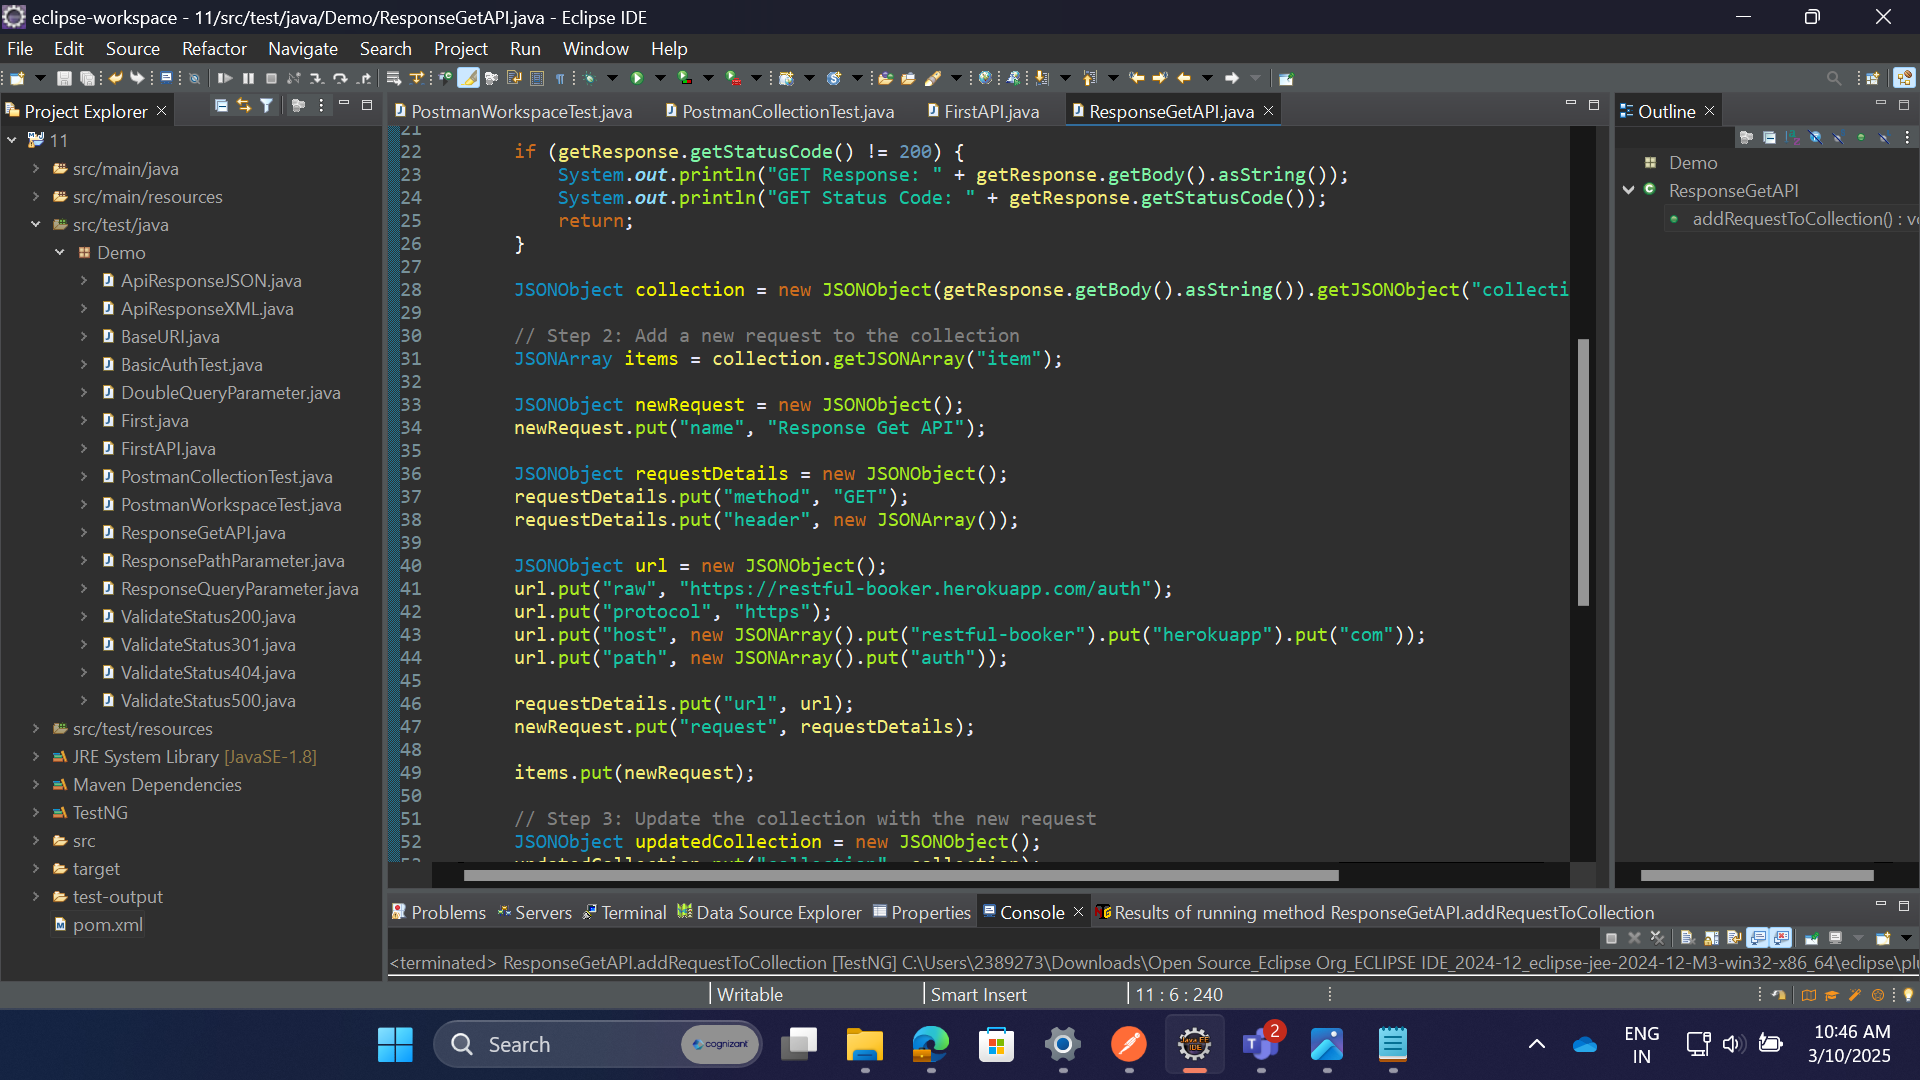 eclipse-workspace - 11/src/test/java/Demo/ResponseGetAPI.java - Eclipse IDE
File Edit Source Refactor Navigate Search Project Run Window Help
Project Explorer
11
src/main/java
src/main/resources
src/test/java
Demo
ApiResponseJSON.java
ApiResponseXML.java
BaseURI.java
BasicAuthTest.java
DoubleQueryParameter.java
First.java
FirstAPI.java
PostmanCollectionTest.java
PostmanWorkspaceTest.java
ResponseGetAPI.java
ResponsePathParameter.java
ResponseQueryParameter.java
ValidateStatus200.java
ValidateStatus301.java
ValidateStatus404.java
ValidateStatus500.java
src/test/resources
JRE System Library [JavaSE-1.8]
Maven Dependencies
TestNG
src
target
test-output
pom.xml
PostmanWorkspaceTest.java PostmanCollectionTest.java FirstAPI.java ResponseGetAPI.java
21
22 if (getResponse.getStatusCode() != 200) {
23 System.out.println("GET Response: " + getResponse.getBody().asString());
24 System.out.println("GET Status Code: " + getResponse.getStatusCode());
25 return;
26 }
27
28 JSONObject collection = new JSONObject(getResponse.getBody().asString()).getJSONObject("collecti
29
30 // Step 2: Add a new request to the collection
31 JSONArray items = collection.getJSONArray("item");
32
33 JSONObject newRequest = new JSONObject();
34 newRequest.put("name", "Response Get API");
35
36 JSONObject requestDetails = new JSONObject();
37 requestDetails.put("method", "GET");
38 requestDetails.put("header", new JSONArray());
39
40 JSONObject url = new JSONObject();
41 url.put("raw", "https://restful-booker.herokuapp.com/auth");
42 url.put("protocol", "https");
43 url.put("host", new JSONArray().put("restful-booker").put("herokuapp").put("com"));
44 url.put("path", new JSONArray().put("auth"));
45
46 requestDetails.put("url", url);
47 newRequest.put("request", requestDetails);
48
49 items.put(newRequest);
50
51 // Step 3: Update the collection with the new request
52 JSONObject updatedCollection = new JSONObject();
53 updatedCollection.put("collection", collection);
Outline
Demo
ResponseGetAPI
addRequestToCollection() : vo
Problems Servers Terminal Data Source Explorer Properties Console Results of running method ResponseGetAPI.addRequestToCollection
<terminated> ResponseGetAPI.addRequestToCollection [TestNG] C:\Users\2389273\Downloads\Open Source_Eclipse Org_ECLIPSE IDE_2024-12_eclipse-jee-2024-12-M3-win32-x86_64\eclipse\plu
Writable Smart Insert 11 : 6 : 240
Search cognizant
2
ENG
IN
10:46 AM
3/10/2025